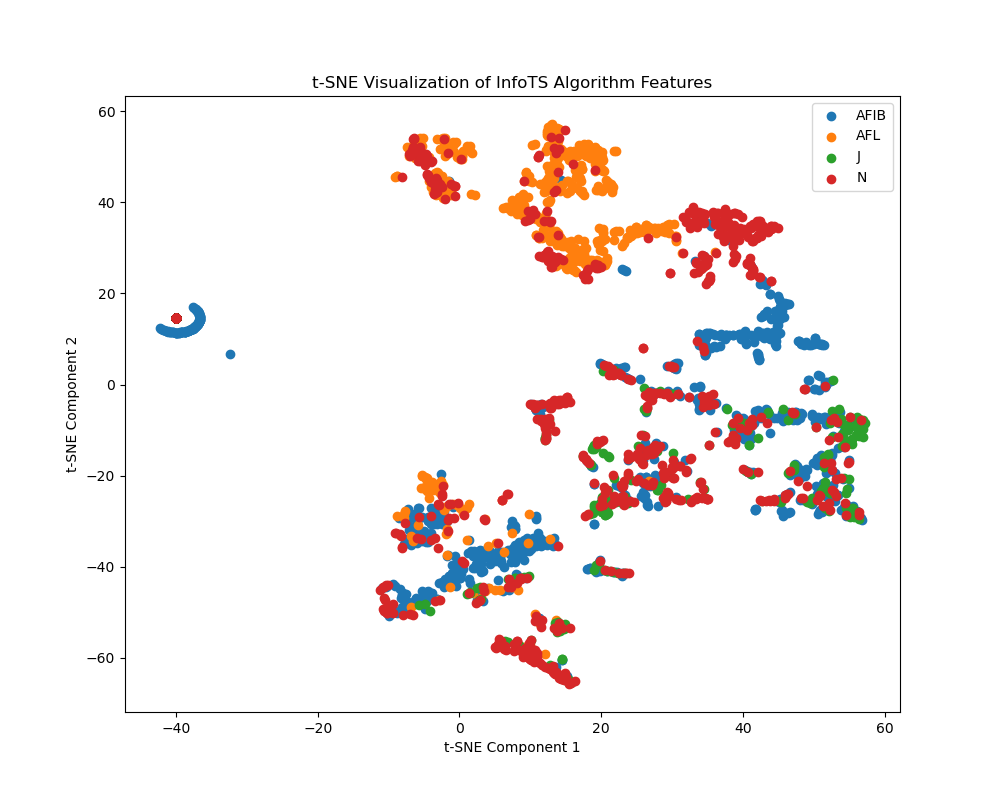 t-SNE Visualization of InfoTS Algorithm Features
AFIB
AFL
J
N
60
40
20
0
−20
−40
−60
t-SNE Component 2
−40
−20
0
20
40
60
t-SNE Component 1